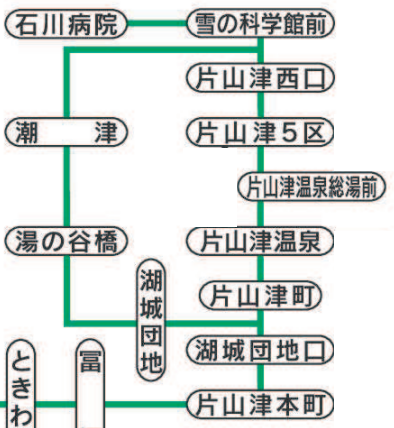 石川病院
雪の科学館前
片山津西口
潮津
片山津5区
片山津温泉総湯前
湯の谷橋
片山津温泉
湖城団地
片山津町
湖城団地口
ときわ
冨
片山津本町